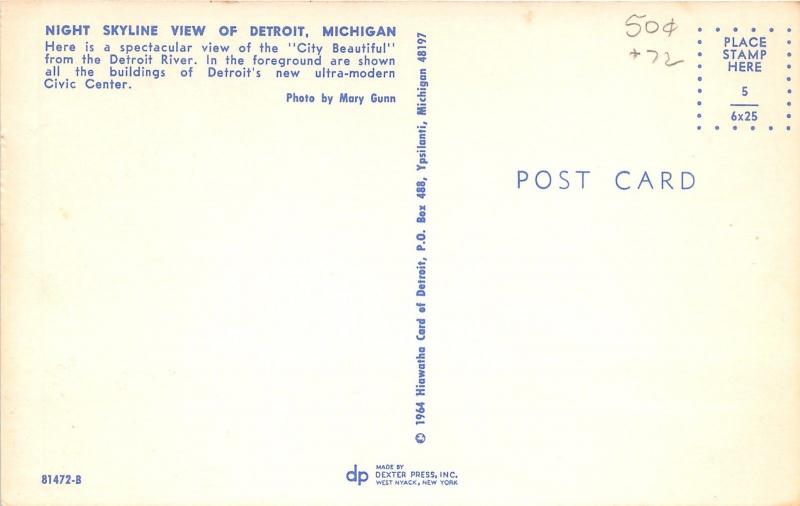 NIGHT SKYLINE VIEW OF DETROIT, MICHIGAN
Here is a spectacular view of the "City Beautiful"
from the Detroit River. In the foreground are shown
all the buildings of Detroit's new ultra-modern
Civic Center.
Photo by Mary Gunn
© 1964 Hiawatha Card of Detroit, P.O. Box 488, Ypsilanti, Michigan 48197
50¢
+72
PLACE
STAMP
HERE
5
6x25
POST CARD
81472-B
dp
MADE BY
DEXTER PRESS, INC.
WEST NYACK, NEW YORK